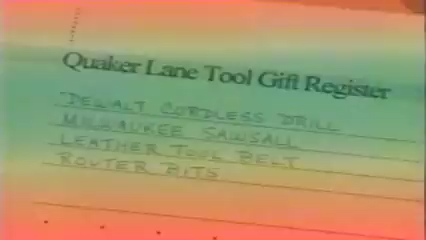 Quaker Lane Tool Gift Register
DEWALT CORDLESS DRILL
MILWAUKEE SAWSALL
LEATHER TOOL BELT
ROUTER BITS